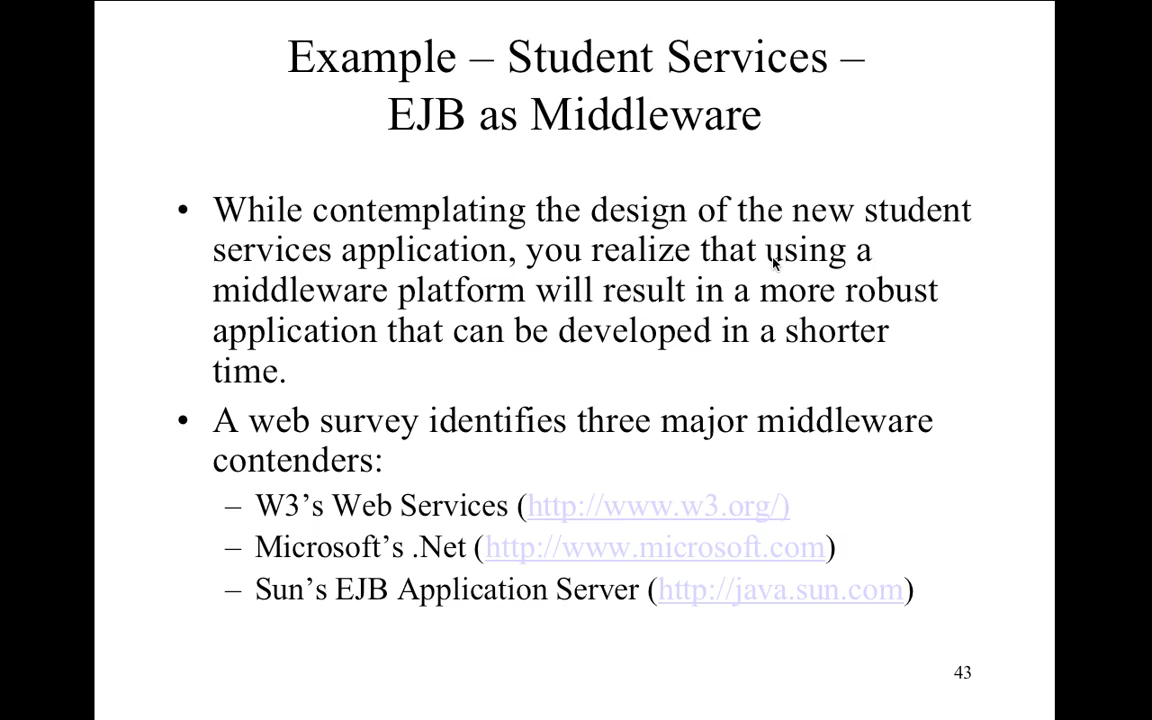 Example – Student Services –
EJB as Middleware
• While contemplating the design of the new student
services application, you realize that using a
middleware platform will result in a more robust
application that can be developed in a shorter
time.
• A web survey identifies three major middleware
contenders:
– W3’s Web Services (http://www.w3.org/)
– Microsoft’s .Net (http://www.microsoft.com)
– Sun’s EJB Application Server (http://java.sun.com)
43